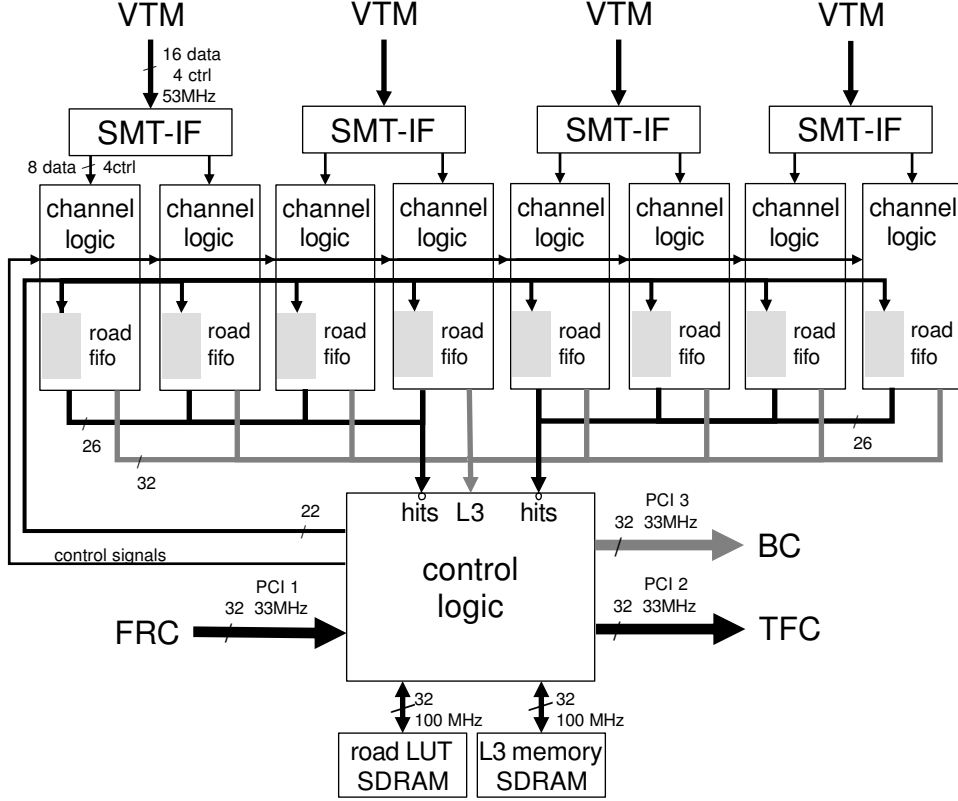 VTM VTM VTM VTM
16 data
4 ctrl
53MHz
SMT-IF SMT-IF SMT-IF SMT-IF
8 data 4ctrl
channel channel channel channel channel channel channel channel
logic logic logic logic logic logic logic logic
road road road road road road road road
fifo fifo fifo fifo fifo fifo fifo fifo
26 26
32
22 hits L3 hits
control signals
PCI 3
32 33MHz
BC
control
logic
PCI 1
32 33MHz
FRC
PCI 2
32 33MHz
TFC
32 32
100 MHz 100 MHz
road LUT L3 memory
SDRAM SDRAM